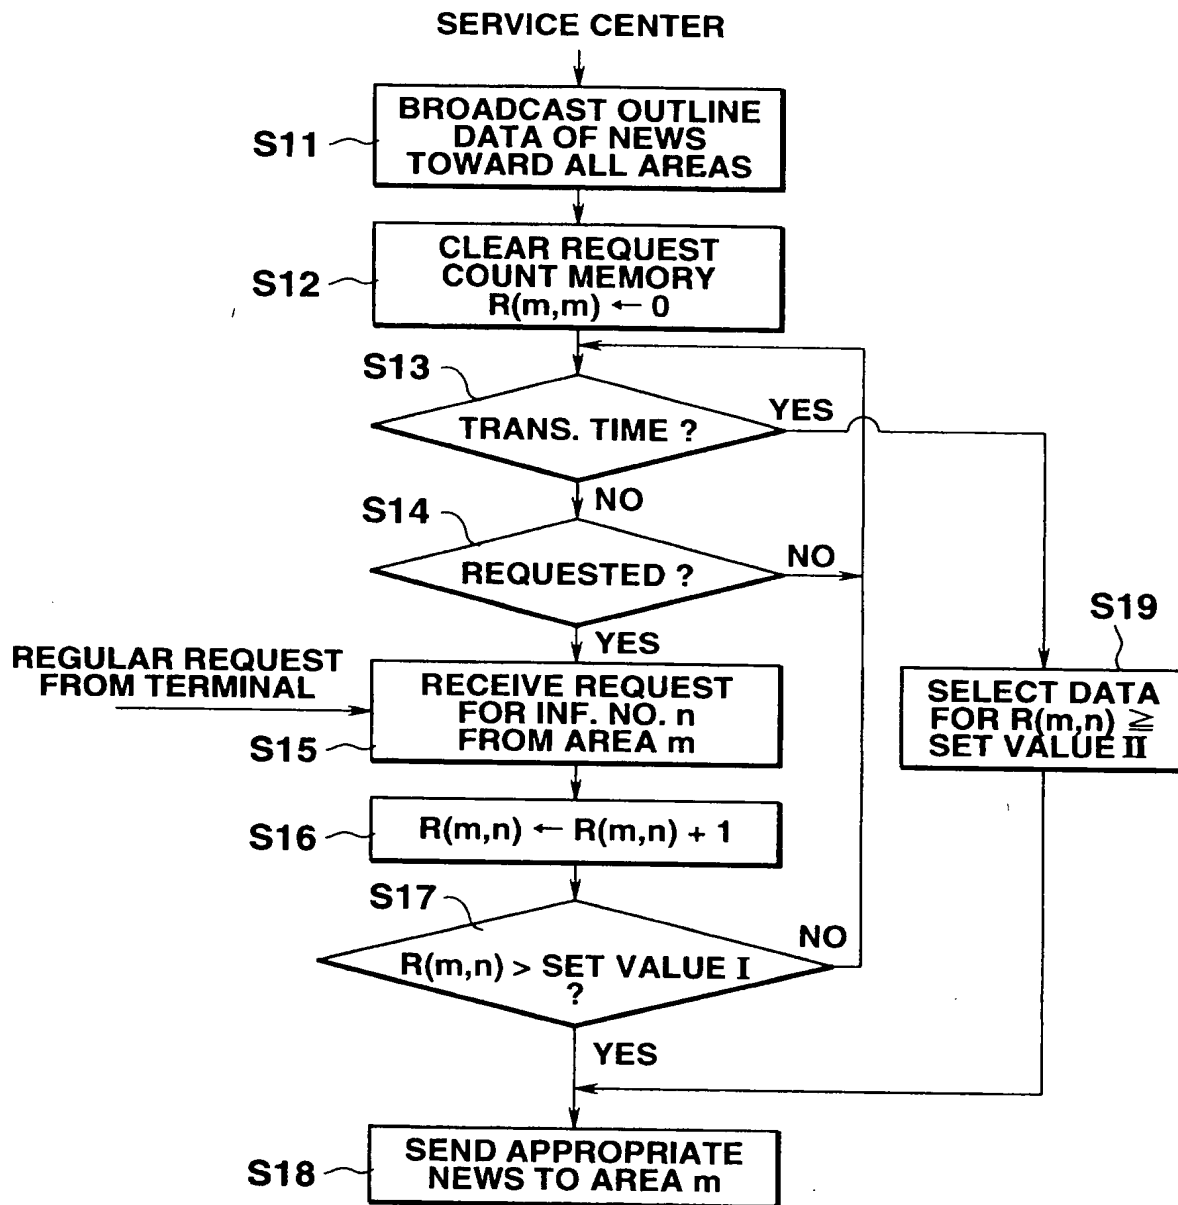 SERVICE CENTER
S11
BROADCAST OUTLINE
DATA OF NEWS
TOWARD ALL AREAS
S12
CLEAR REQUEST
COUNT MEMORY
R(m,m) ← 0
S13
TRANS. TIME ?
YES
NO
S14
REQUESTED ?
NO
YES
REGULAR REQUEST
FROM TERMINAL
S15
RECEIVE REQUEST
FOR INF. NO. n
FROM AREA m
S19
SELECT DATA
FOR R(m,n) ≧
SET VALUE II
S16
R(m,n) ← R(m,n) + 1
S17
R(m,n) > SET VALUE I
?
NO
YES
S18
SEND APPROPRIATE
NEWS TO AREA m